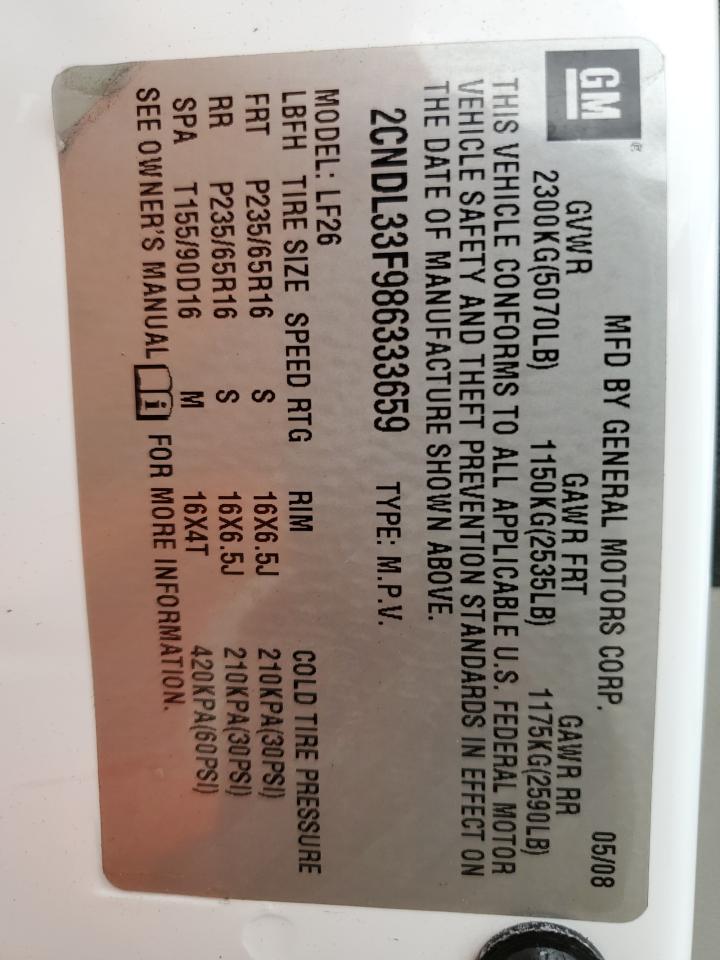 GM
MFD BY GENERAL MOTORS CORP. 05/08
GVWR GAWR FRT GAWR RR
2300KG(5070LB) 1150KG(2535LB) 1175KG(2590LB)
THIS VEHICLE CONFORMS TO ALL APPLICABLE U.S. FEDERAL MOTOR
VEHICLE SAFETY AND THEFT PREVENTION STANDARDS IN EFFECT ON
THE DATE OF MANUFACTURE SHOWN ABOVE.
2CNDL33F986333659 TYPE: M.P.V.
MODEL: LF26
LBFH TIRE SIZE SPEED RTG RIM COLD TIRE PRESSURE
FRT P235/65R16 S 16X6.5J 210KPA(30PSI)
RR P235/65R16 S 16X6.5J 210KPA(30PSI)
SPA T155/90D16 M 16X4T 420KPA(60PSI)
SEE OWNER'S MANUAL i FOR MORE INFORMATION.